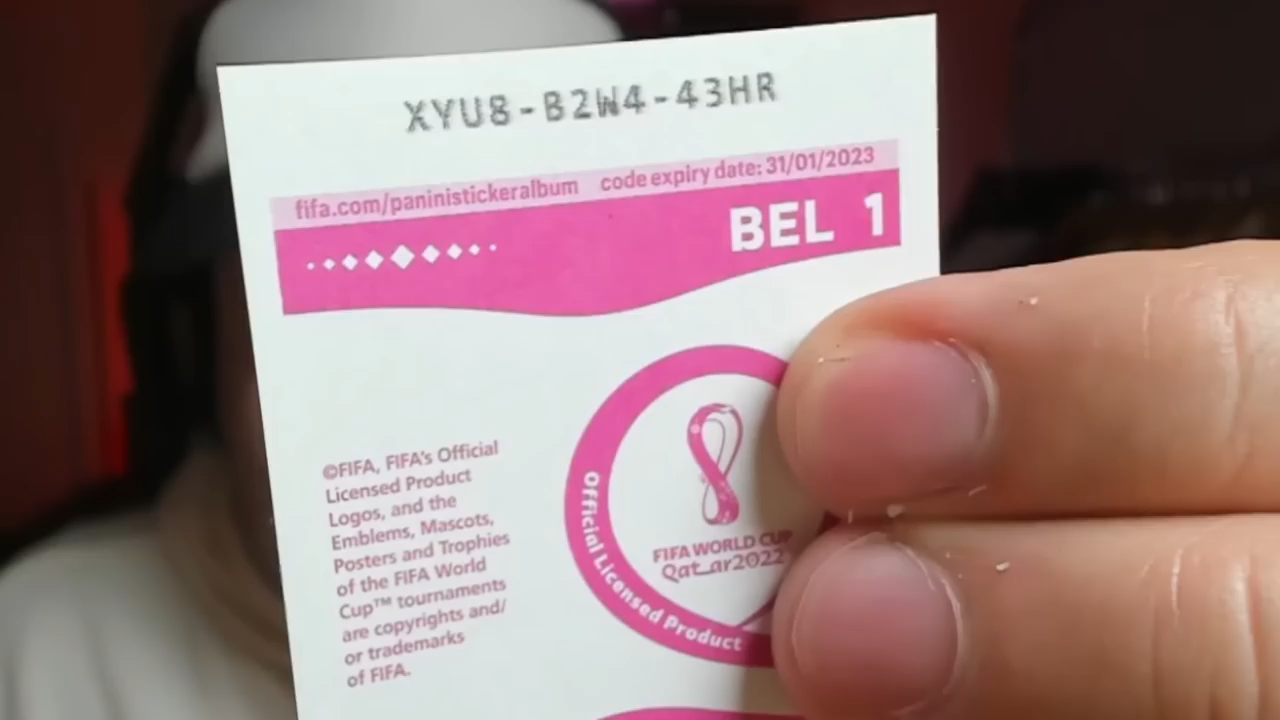 XYU8-B2W4-43HR
fifa.com/paninistickeralbum code expiry date: 31/01/2023
BEL 1
©FIFA, FIFA's Official
Licensed Product
Logos, and the
Emblems, Mascots,
Posters and Trophies
of the FIFA World
Cup™ tournaments
are copyrights and/
or trademarks
of FIFA.
FIFA WORLD CUP
Qatar2022
Official Licensed Product